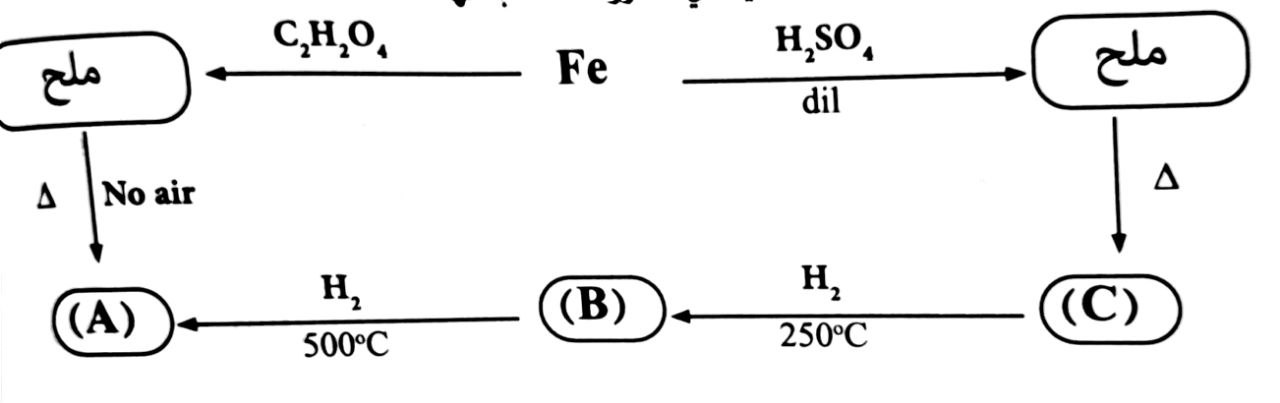 C₂H₂O₄
Fe
H₂SO₄
dil
ملح
ملح
Δ
No air
Δ
(A)
H₂
500°C
(B)
H₂
250°C
(C)